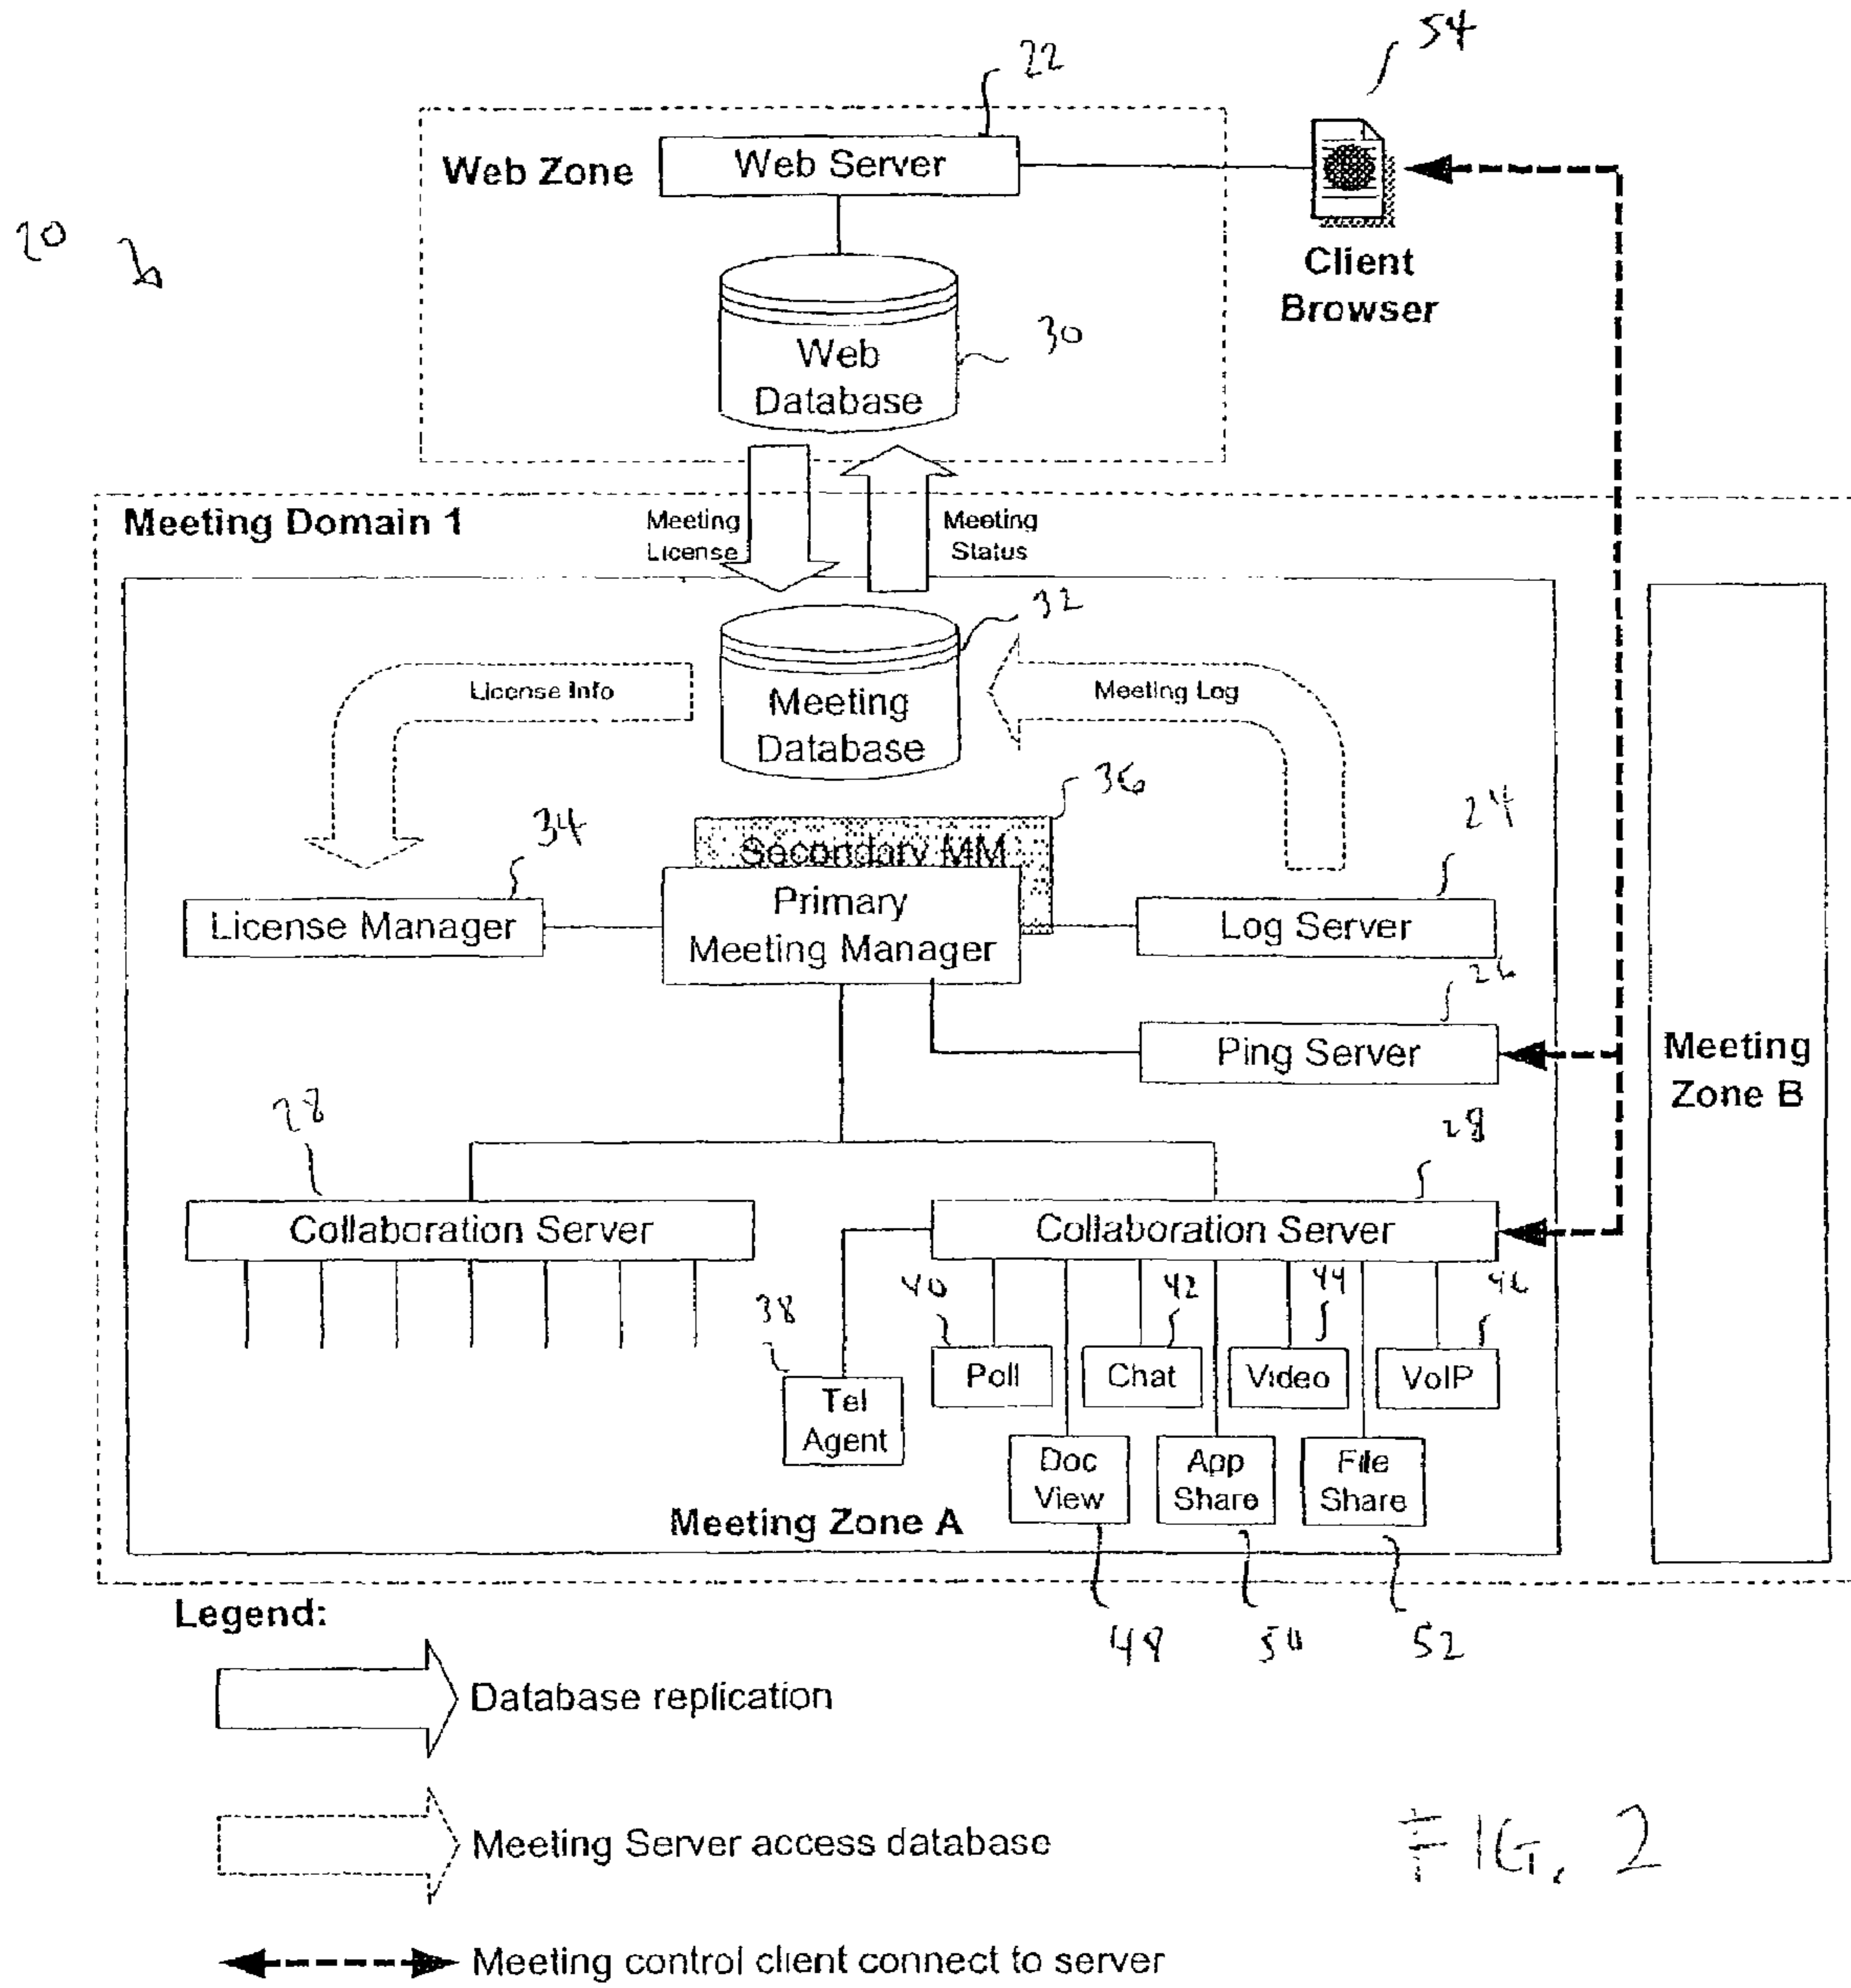 54
22
Web Zone
Web Server
20
Client
Browser
30
Web
Database
Meeting Domain 1
Meeting
License
Meeting
Status
32
License Info
Meeting
Database
Meeting Log
36
24
34
Secondary MM
Primary
Meeting Manager
License Manager
Log Server
26
Ping Server
Meeting
Zone B
28
28
Collaboration Server
Collaboration Server
40
42
44
46
38
Poll
Chat
Video
VoIP
Tel
Agent
Doc
View
App
Share
File
Share
Meeting Zone A
48
50
52
Legend:
Database replication
Meeting Server access database
FIG. 2
Meeting control client connect to server